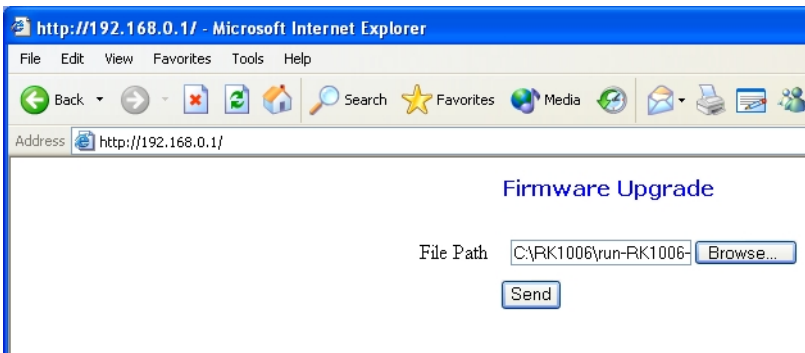 http://192.168.0.1/ - Microsoft Internet Explorer
File Edit View Favorites Tools Help
Back Search Favorites Media
Address http://192.168.0.1/
Firmware Upgrade
File Path C:\RK1006\run-RK1006- Browse...
Send